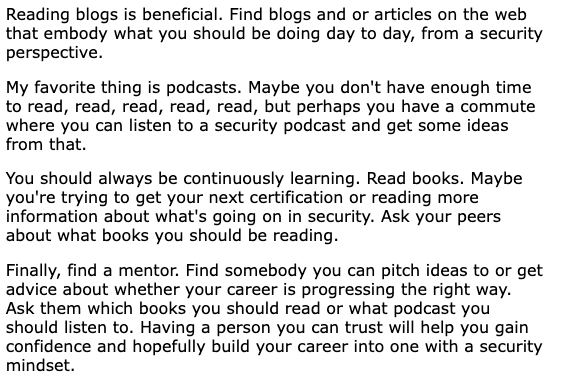 Reading blogs is beneficial. Find blogs and or articles on the web
that embody what you should be doing day to day, from a security
perspective.
My favorite thing is podcasts. Maybe you don't have enough time
to read, read, read, read, read, but perhaps you have a commute
where you can listen to a security podcast and get some ideas
from that.
You should always be continuously learning. Read books. Maybe
you're trying to get your next certification or reading more
information about what's going on in security. Ask your peers
about what books you should be reading.
Finally, find a mentor. Find somebody you can pitch ideas to or get
advice about whether your career is progressing the right way.
Ask them which books you should read or what podcast you
should listen to. Having a person you can trust will help you gain
confidence and hopefully build your career into one with a security
mindset.